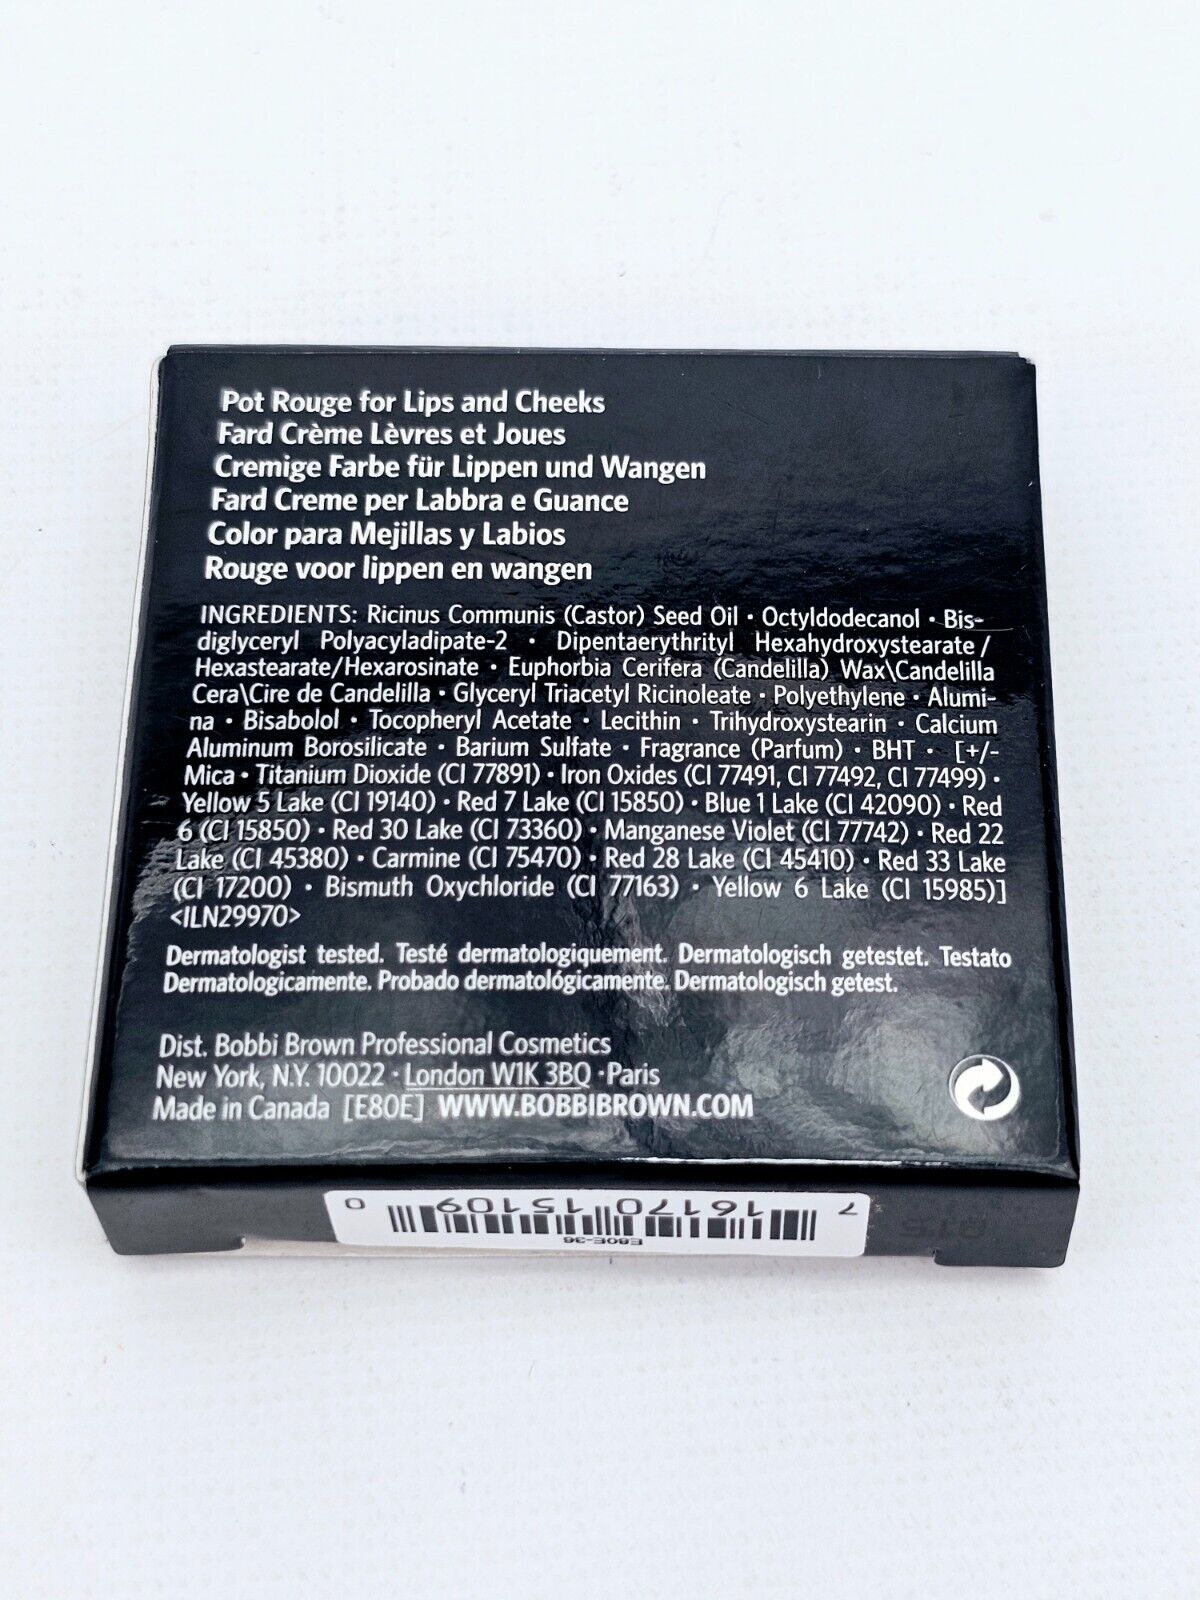 Pot Rouge for Lips and Cheeks
Fard Crème Lèvres et Joues
Cremige Farbe für Lippen und Wangen
Fard Creme per Labbra e Guance
Color para Mejillas y Labios
Rouge voor lippen en wangen
INGREDIENTS: Ricinus Communis (Castor) Seed Oil • Octyldodecanol • Bis-
diglyceryl Polyacyladipate-2 • Dipentaerythrityl Hexahydroxystearate/
Hexastearate/Hexarosinate • Euphorbia Cerifera (Candelilla) Wax\Candelilla
Cera\Cire de Candelilla • Glyceryl Triacetyl Ricinoleate • Polyethylene • Alumi-
na • Bisabolol • Tocopheryl Acetate • Lecithin • Trihydroxystearin • Calcium
Aluminum Borosilicate • Barium Sulfate • Fragrance (Parfum) • BHT • [+/-
Mica • Titanium Dioxide (CI 77891) • Iron Oxides (CI 77491, CI 77492, CI 77499) •
Yellow 5 Lake (CI 19140) • Red 7 Lake (CI 15850) • Blue 1 Lake (CI 42090) • Red
6 (CI 15850) • Red 30 Lake (CI 73360) • Manganese Violet (CI 77742) • Red 22
Lake (CI 45380) • Carmine (CI 75470) • Red 28 Lake (CI 45410) • Red 33 Lake
(CI 17200) • Bismuth Oxychloride (CI 77163) • Yellow 6 Lake (CI 15985)]
<ILN29970>
Dermatologist tested. Testé dermatologiquement. Dermatologisch getestet. Testato
Dermatologicamente. Probado dermatológicamente. Dermatologisch getest.
Dist. Bobbi Brown Professional Cosmetics
New York, N.Y. 10022 • London W1K 3BQ • Paris
Made in Canada [E80E] WWW.BOBBIBROWN.COM
7 16170 15109 0
E80E-36